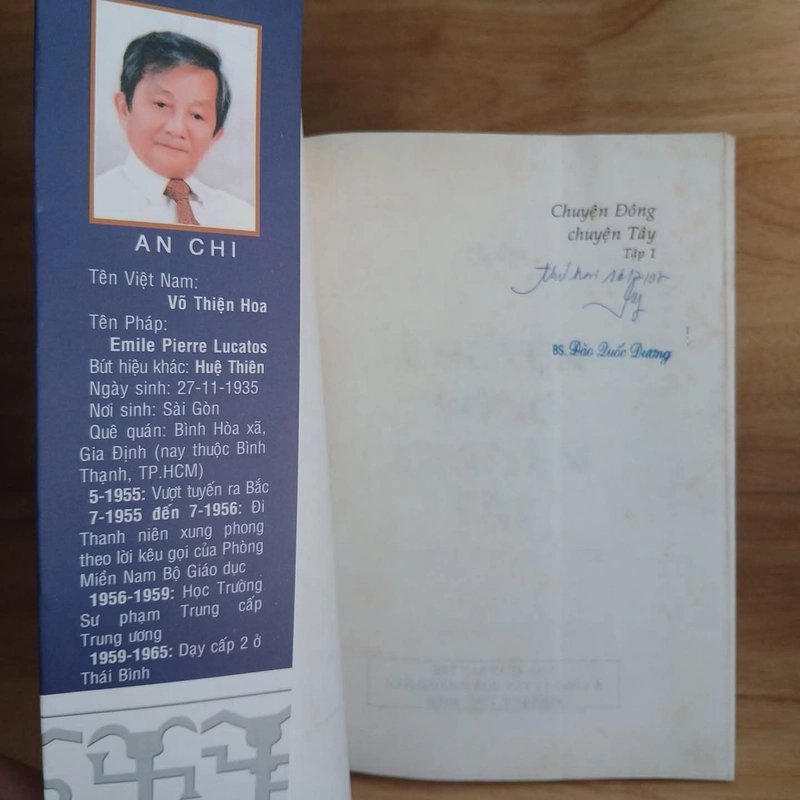 AN CHI
Tên Việt Nam:
Võ Thiện Hoa
Tên Pháp:
Emile Pierre Lucatos
Bút hiệu khác: Huệ Thiên
Ngày sinh: 27-11-1935
Nơi sinh: Sài Gòn
Quê quán: Bình Hòa xã,
Gia Định (nay thuộc Bình
Thạnh, TP.HCM)
5-1955: Vượt tuyến ra Bắc
7-1955 đến 7-1956: Đi
Thanh niên xung phong
theo lời kêu gọi của Phòng
Miền Nam Bộ Giáo dục
1956-1959: Học Trường
Sư phạm Trung cấp
Trung ương
1959-1965: Dạy cấp 2 ở
Thái Bình
Chuyện Đông
chuyện Tây
Tập 1
BS. Đào Quốc Dương